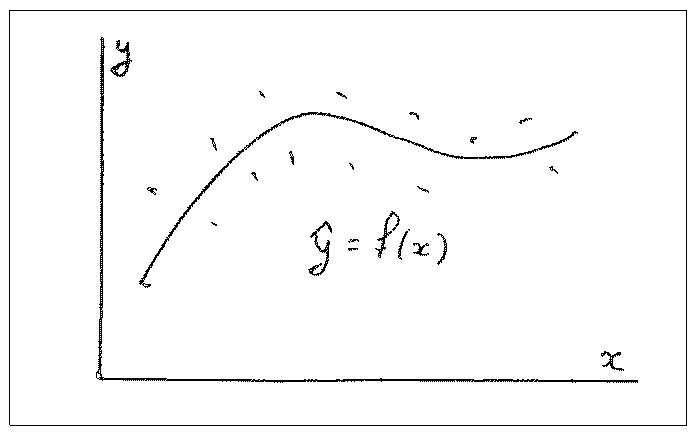 y
ŷ = f(x)
x